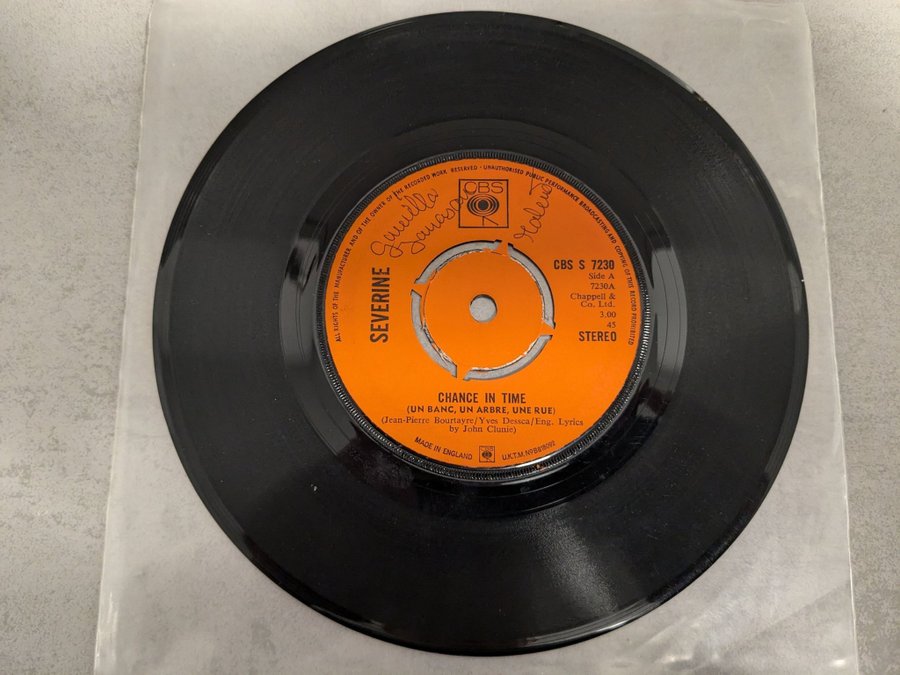 ALL RIGHTS OF THE MANUFACTURER AND OF THE OWNER OF THE RECORDED WORK RESERVED - UNAUTHORISED PUBLIC PERFORMANCE BROADCASTING AND COPYING OF THIS RECORD PROHIBITED
CBS
SEVERINE
CBS S 7230
Side A
7230A
Chappell &
Co. Ltd.
3.00
45
STEREO
CHANCE IN TIME
(UN BANC, UN ARBRE, UNE RUE)
(Jean-Pierre Bourtayre/Yves Dessca/Eng. Lyrics
by John Clunie)
MADE IN ENGLAND